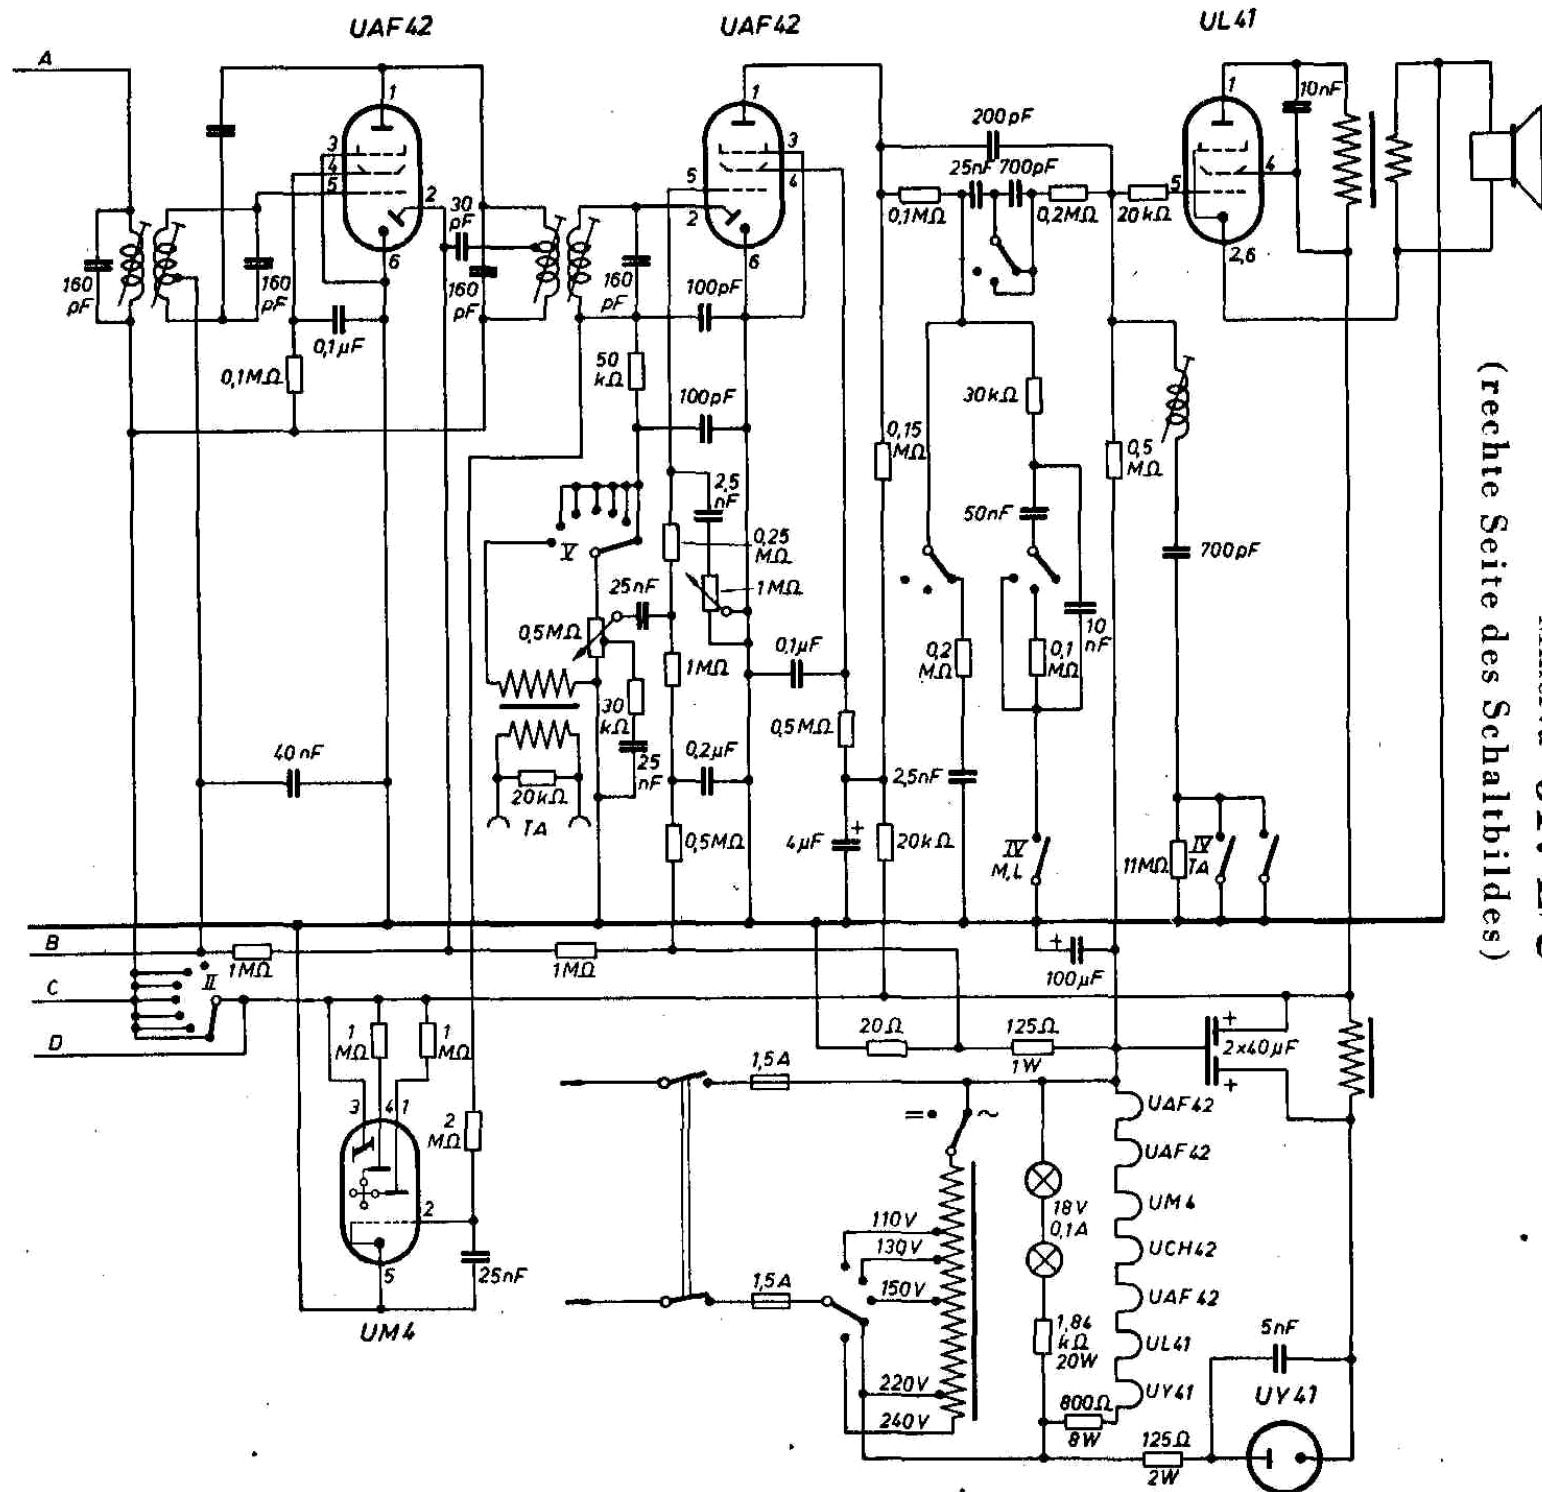 UAF42
UAF42
UL41
A
1
3
4
5
2
6
30
pF
160
pF
160
pF
160
pF
0,1µF
0,1MΩ
1
3
4
5
2
6
160
pF
100pF
50
kΩ
100pF
200pF
25nF
700pF
0,1MΩ
0,2MΩ
20kΩ
1
5
4
2,6
10nF
30kΩ
0,15
MΩ
0,5
MΩ
50nF
700pF
2,5
nF
0,25
MΩ
1MΩ
V
25nF
0,5MΩ
1MΩ
30
kΩ
25
nF
0,1µF
0,2
MΩ
0,1
MΩ
10
nF
0,5MΩ
40nF
20kΩ
TA
0,2µF
2,5nF
0,5MΩ
4µF
+
20kΩ
IV
M,L
11MΩ
IV
TA
B
1MΩ
1MΩ
+
100µF
C
II
D
1
MΩ
1
MΩ
20Ω
125Ω
1W
+
2×40µF
+
3
4
1
2
MΩ
2
5
25nF
UM4
1,5A
=
~
UAF42
UAF42
UM4
UCH42
UAF42
UL41
UY41
18V
0,1A
110V
130V
150V
220V
240V
1,5A
1,84
kΩ
20W
800Ω
8W
125Ω
2W
5nF
UY41
(rechte Seite des Schaltbildes)